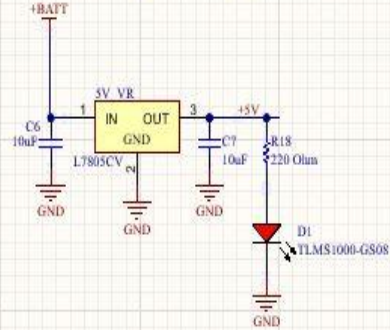 +BATT
5V VR
1
IN
OUT
3
+5V
GND
2
L7805CV
C6
10uF
C7
10uF
R18
220 Ohm
GND
GND
GND
D1
TLMS1000-GS08
GND